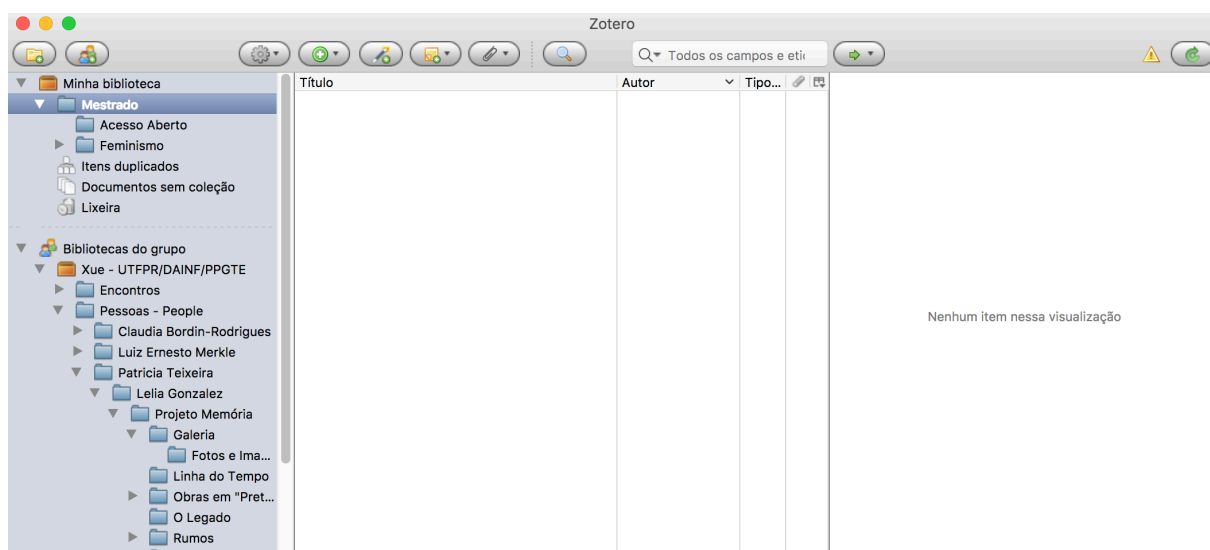 Zotero
Todos os campos e etic
Minha biblioteca
Mestrado
Acesso Aberto
Feminismo
Itens duplicados
Documentos sem coleção
Lixeira
Bibliotecas do grupo
Xue - UTFPR/DAINF/PPGTE
Encontros
Pessoas - People
Claudia Bordin-Rodrigues
Luiz Ernesto Merkle
Patricia Teixeira
Lelia Gonzalez
Projeto Memória
Galeria
Fotos e Ima...
Linha do Tempo
Obras em "Pret...
O Legado
Rumos
Título Autor Tipo...
Nenhum item nessa visualização